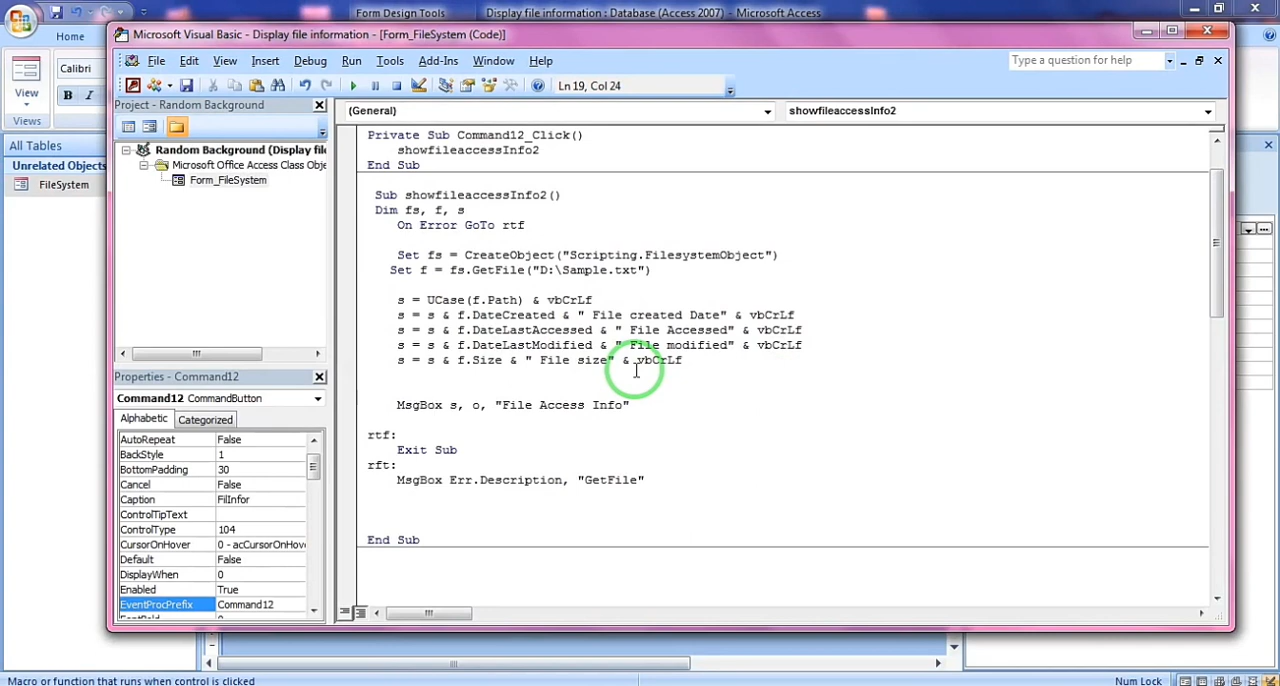 Form Design Tools
Display file information : Database (Access 2007) - Microsoft Access
Home
Microsoft Visual Basic - Display file information - [Form_FileSystem (Code)]
File Edit View Insert Format Debug Run Tools Add-Ins Window Help
Type a question for help
Calibri
View
B I
Views
Ln 19, Col 24
Project - Random Background
(General)
showfileaccessInfo2
All Tables
Unrelated Objects
FileSystem
Random Background (Display file
Microsoft Office Access Class Obje
Form_FileSystem
Private Sub Command12_Click()
showfileaccessInfo2
End Sub
Sub showfileaccessInfo2()
Dim fs, f, s
On Error GoTo rtf
Set fs = CreateObject("Scripting.FilesystemObject")
Set f = fs.GetFile("D:\Sample.txt")
s = UCase(f.Path) & vbCrLf
s = s & f.DateCreated & " File created Date" & vbCrLf
s = s & f.DateLastAccessed & " File Accessed" & vbCrLf
s = s & f.DateLastModified & " File modified" & vbCrLf
s = s & f.Size & " File size" & vbCrLf
MsgBox s, o, "File Access Info"
rtf:
Exit Sub
rft:
MsgBox Err.Description, "GetFile"
End Sub
Properties - Command12
Command12 CommandButton
Alphabetic Categorized
AutoRepeat False
BackStyle 1
BottomPadding 30
Cancel False
Caption FilInfor
ControlTipText
ControlType 104
CursorOnHover 0 - acCursorOnHove
Default False
DisplayWhen 0
Enabled True
EventProcPrefix Command12
Macro or function that runs when control is clicked
Num Lock